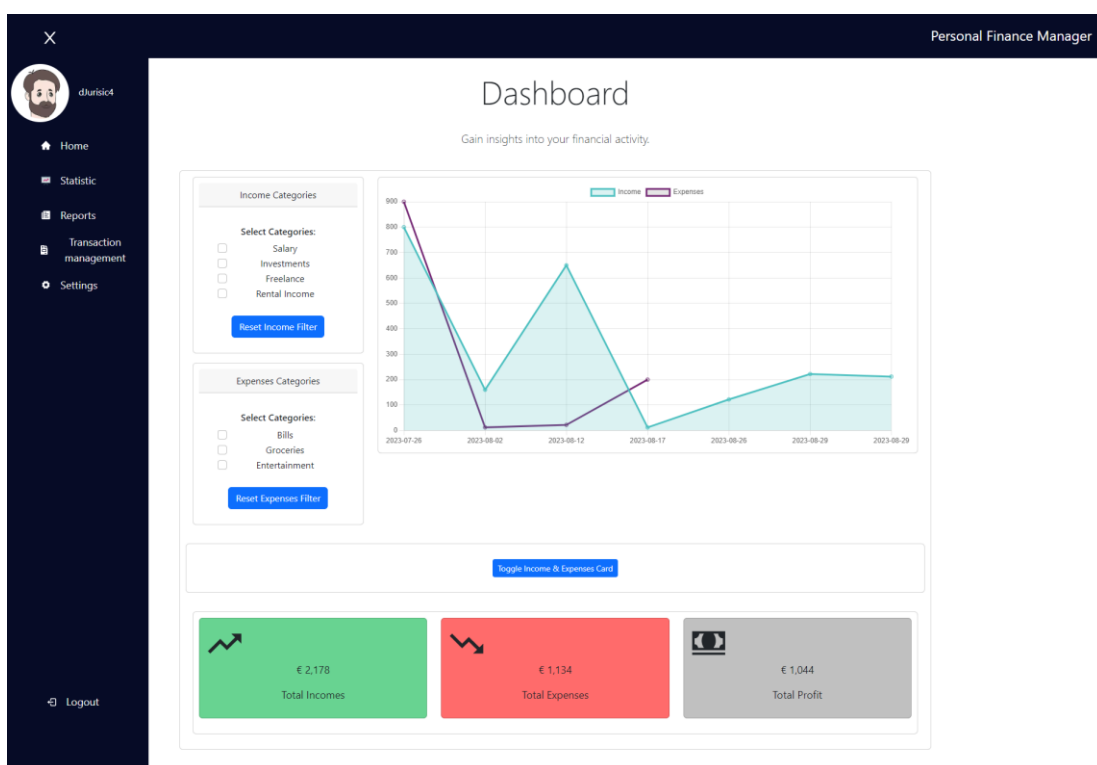 X
Personal Finance Manager
dJurisic4
Home
Statistic
Reports
Transaction
management
Settings
Logout
Dashboard
Gain insights into your financial activity.
Income Categories
Select Categories:
Salary
Investments
Freelance
Rental Income
Reset Income Filter
Expenses Categories
Select Categories:
Bills
Groceries
Entertainment
Reset Expenses Filter
Income Expenses
900
800
700
600
500
400
300
200
100
0
2023-07-26 2023-08-02 2023-08-12 2023-08-17 2023-08-26 2023-08-29 2023-08-29
Toggle Income & Expenses Card
€ 2,178
Total Incomes
€ 1,134
Total Expenses
€ 1,044
Total Profit